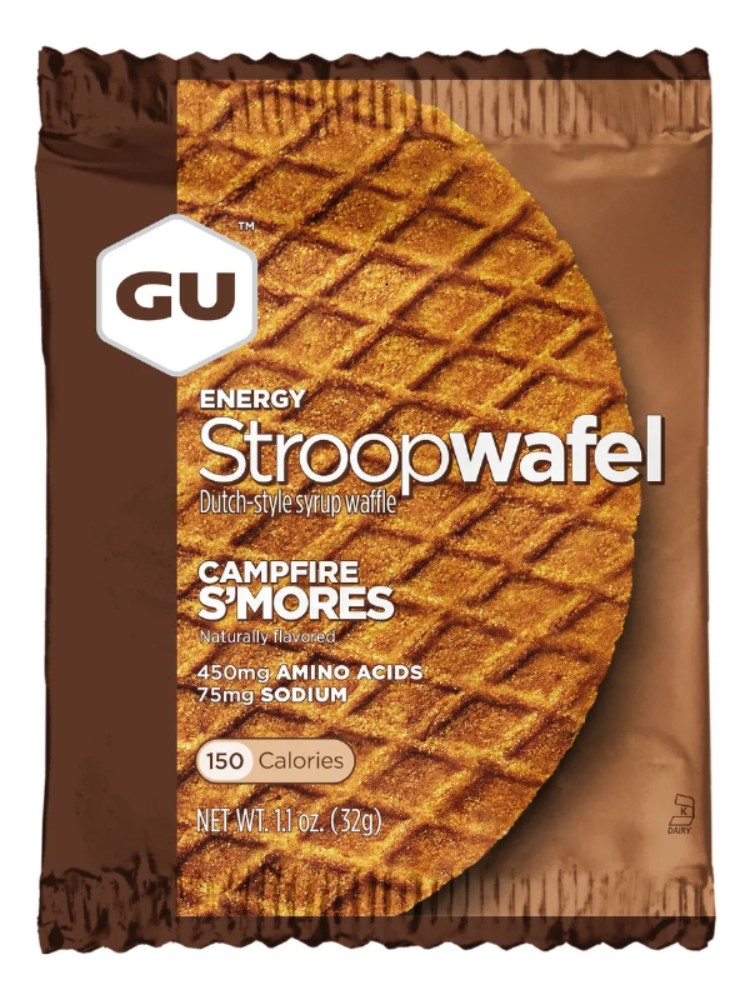 GU
TM
ENERGY
Stroopwafel
Dutch-style syrup waffle
CAMPFIRE
S'MORES
Naturally flavored
450mg AMINO ACIDS
75mg SODIUM
150 Calories
NET WT. 1.1 oz. (32g)
K
DAIRY